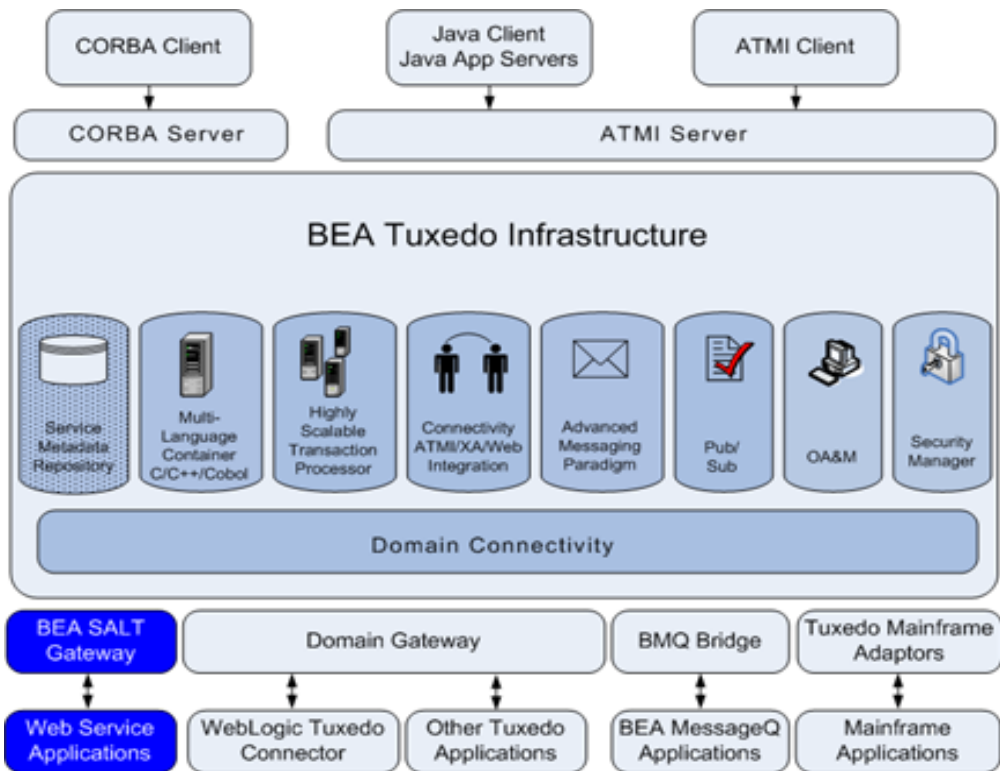 CORBA Client
Java Client
Java App Servers
ATMI Client
CORBA Server
ATMI Server
BEA Tuxedo Infrastructure
Service
Metadata
Repository
Multi-
Language
Container
C/C++/Cobol
Highly
Scalable
Transaction
Processor
Connectivity
ATMI/XA/Web
Integration
Advanced
Messaging
Paradigm
Pub/
Sub
OA&M
Security
Manager
Domain Connectivity
BEA SALT
Gateway
Domain Gateway
BMQ Bridge
Tuxedo Mainframe
Adaptors
Web Service
Applications
WebLogic Tuxedo
Connector
Other Tuxedo
Applications
BEA MessageQ
Applications
Mainframe
Applications